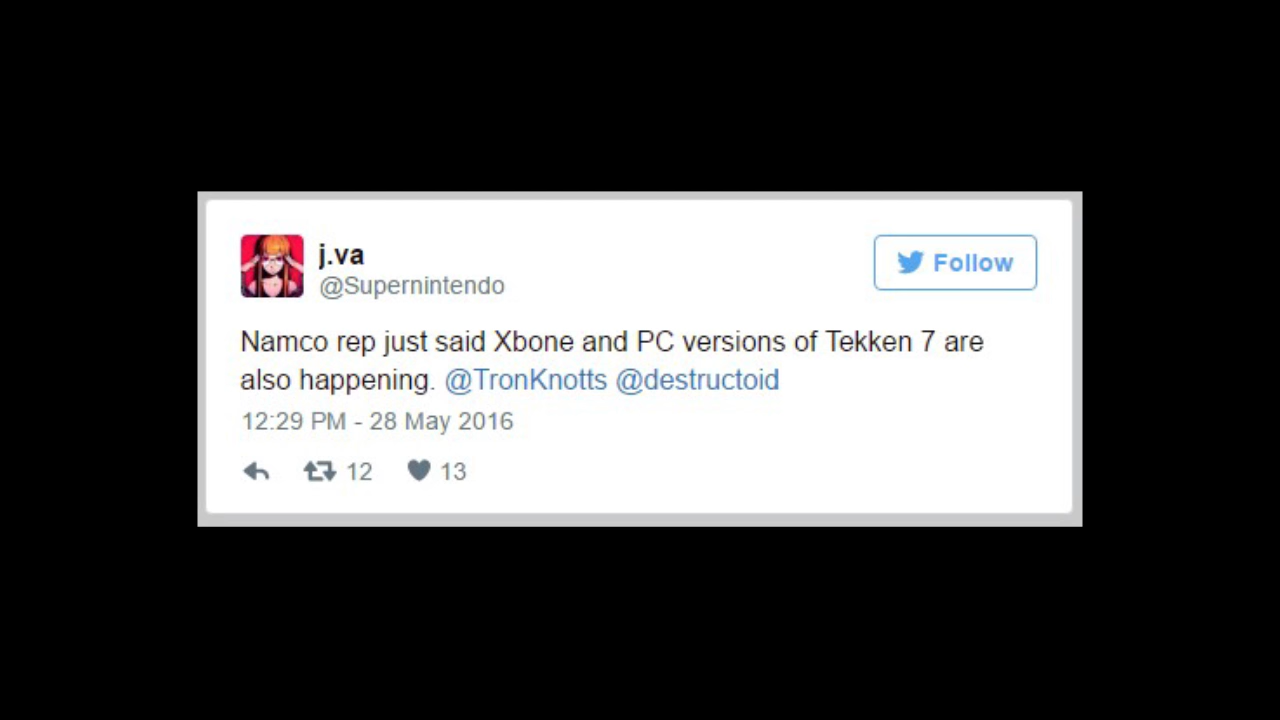 j.va
@Supernintendo
Follow
Namco rep just said Xbone and PC versions of Tekken 7 are
also happening. @TronKnotts @destructoid
12:29 PM - 28 May 2016
12 13